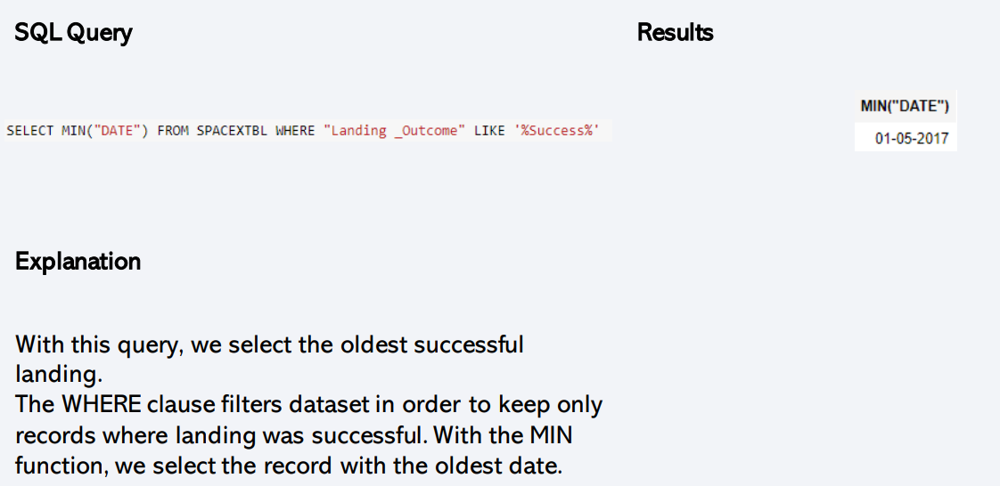 SQL Query
Results
SELECT MIN("DATE") FROM SPACEXTBL WHERE "Landing _Outcome" LIKE '%Success%'
MIN("DATE")
01-05-2017
Explanation
With this query, we select the oldest successful
landing.
The WHERE clause filters dataset in order to keep only
records where landing was successful. With the MIN
function, we select the record with the oldest date.